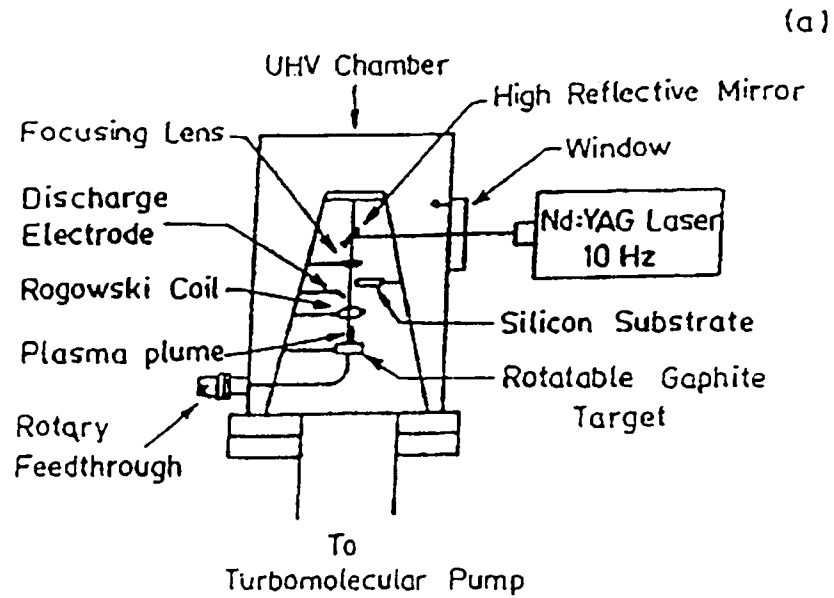 (a)
UHV Chamber
High Reflective Mirror
Focusing Lens
Window
Discharge
Electrode
Nd:YAG Laser
10 Hz
Rogowski Coil
Silicon Substrate
Plasma plume
Rotatable Gaphite
Target
Rotary
Feedthrough
To
Turbomolecular Pump